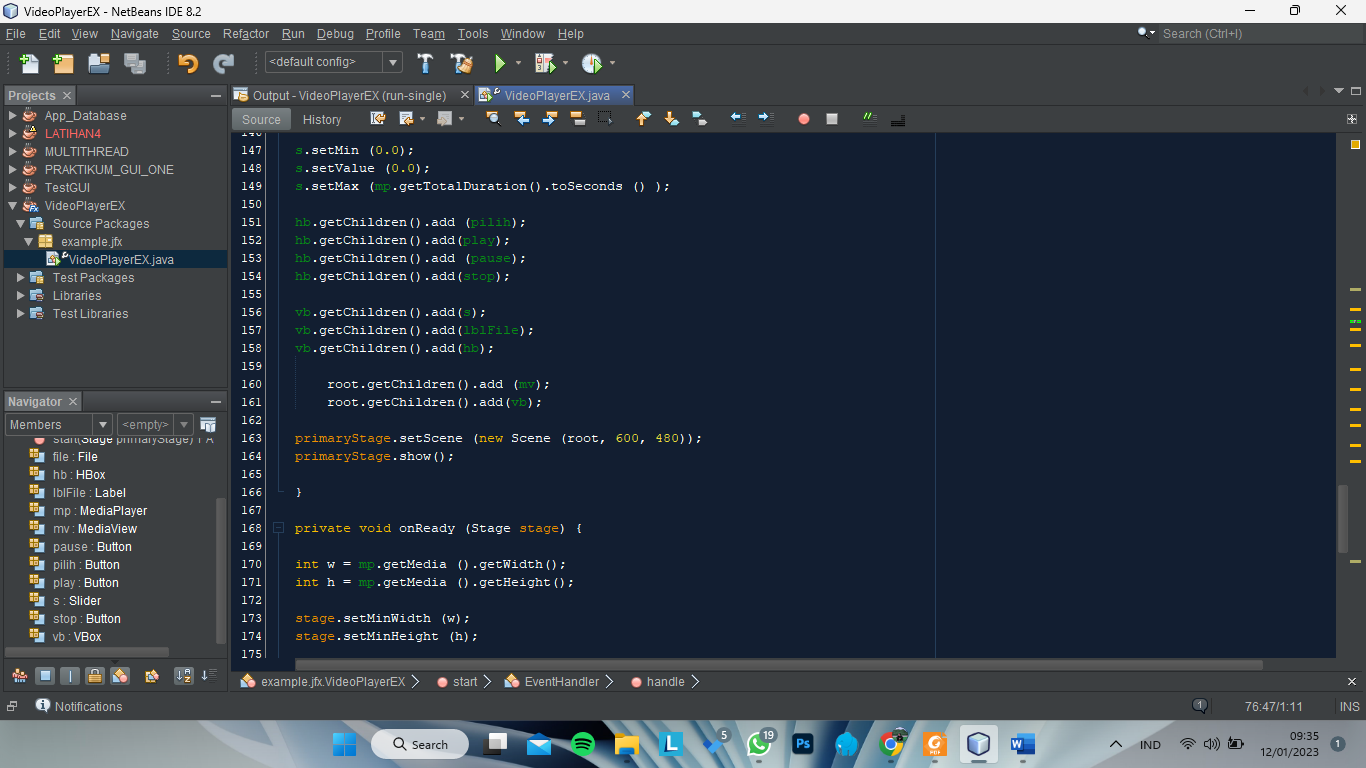 VideoPlayerEX - NetBeans IDE 8.2
File Edit View Navigate Source Refactor Run Debug Profile Team Tools Window Help
Search (Ctrl+I)
<default config>
Projects
App_Database
LATIHAN4
MULTITHREAD
PRAKTIKUM_GUI_ONE
TestGUI
VideoPlayerEX
Source Packages
example.jfx
VideoPlayerEX.java
Test Packages
Libraries
Test Libraries
Navigator
Members <empty>
start(Stage primaryStage)
file : File
hb : HBox
lblFile : Label
mp : MediaPlayer
mv : MediaView
pause : Button
pilih : Button
play : Button
s : Slider
stop : Button
vb : VBox
Output - VideoPlayerEX (run-single) VideoPlayerEX.java
Source History
146
147 s.setMin (0.0);
148 s.setValue (0.0);
149 s.setMax (mp.getTotalDuration().toSeconds () );
150
151 hb.getChildren().add (pilih);
152 hb.getChildren().add(play);
153 hb.getChildren().add (pause);
154 hb.getChildren().add(stop);
155
156 vb.getChildren().add(s);
157 vb.getChildren().add(lblFile);
158 vb.getChildren().add(hb);
159
160 root.getChildren().add (mv);
161 root.getChildren().add(vb);
162
163 primaryStage.setScene (new Scene (root, 600, 480));
164 primaryStage.show();
165
166 }
167
168 private void onReady (Stage stage) {
169
170 int w = mp.getMedia ().getWidth();
171 int h = mp.getMedia ().getHeight();
172
173 stage.setMinWidth (w);
174 stage.setMinHeight (h);
175
example.jfx.VideoPlayerEX start EventHandler handle
Notifications
1
76:47/1:11
INS
Search
5
19
Ps
L
W
IND
09:35
12/01/2023
1